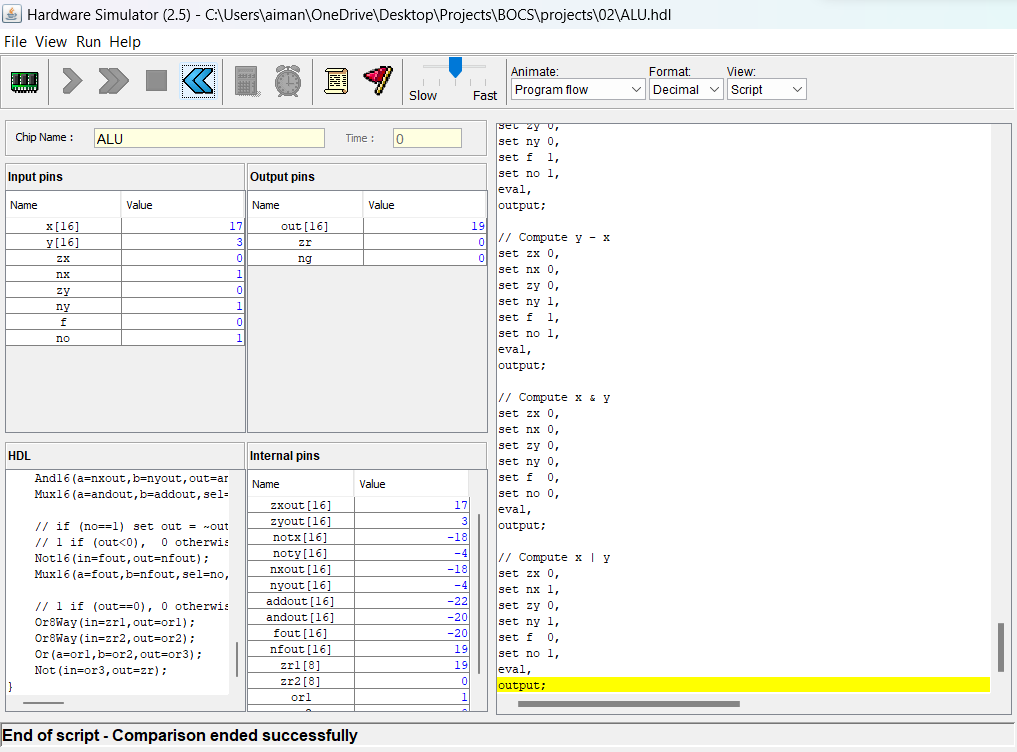 Hardware Simulator (2.5) - C:\Users\aiman\OneDrive\Desktop\Projects\BOCS\projects\02\ALU.hdl
File View Run Help
Slow Fast
Animate: Format: View:
Program flow Decimal Script
Chip Name : ALU Time : 0
Input pins
Name Value
x[16] 17
y[16] 3
zx 0
nx 1
zy 0
ny 1
f 0
no 1
Output pins
Name Value
out[16] 19
zr 0
ng 0
HDL
And16(a=nxout,b=nyout,out=an
Mux16(a=andout,b=addout,sel=
// if (no==1) set out = ~out
// 1 if (out<0), 0 otherwis
Not16(in=fout,out=nfout);
Mux16(a=fout,b=nfout,sel=no,
// 1 if (out==0), 0 otherwis
Or8Way(in=zr1,out=or1);
Or8Way(in=zr2,out=or2);
Or(a=or1,b=or2,out=or3);
Not(in=or3,out=zr);
}
Internal pins
Name Value
zxout[16] 17
zyout[16] 3
notx[16] -18
noty[16] -4
nxout[16] -18
nyout[16] -4
addout[16] -22
andout[16] -20
fout[16] -20
nfout[16] 19
zr1[8] 19
zr2[8] 0
or1 1
set zy 0,
set ny 0,
set f 1,
set no 1,
eval,
output;
// Compute y - x
set zx 0,
set nx 0,
set zy 0,
set ny 1,
set f 1,
set no 1,
eval,
output;
// Compute x & y
set zx 0,
set nx 0,
set zy 0,
set ny 0,
set f 0,
set no 0,
eval,
output;
// Compute x | y
set zx 0,
set nx 1,
set zy 0,
set ny 1,
set f 0,
set no 1,
eval,
output;
End of script - Comparison ended successfully